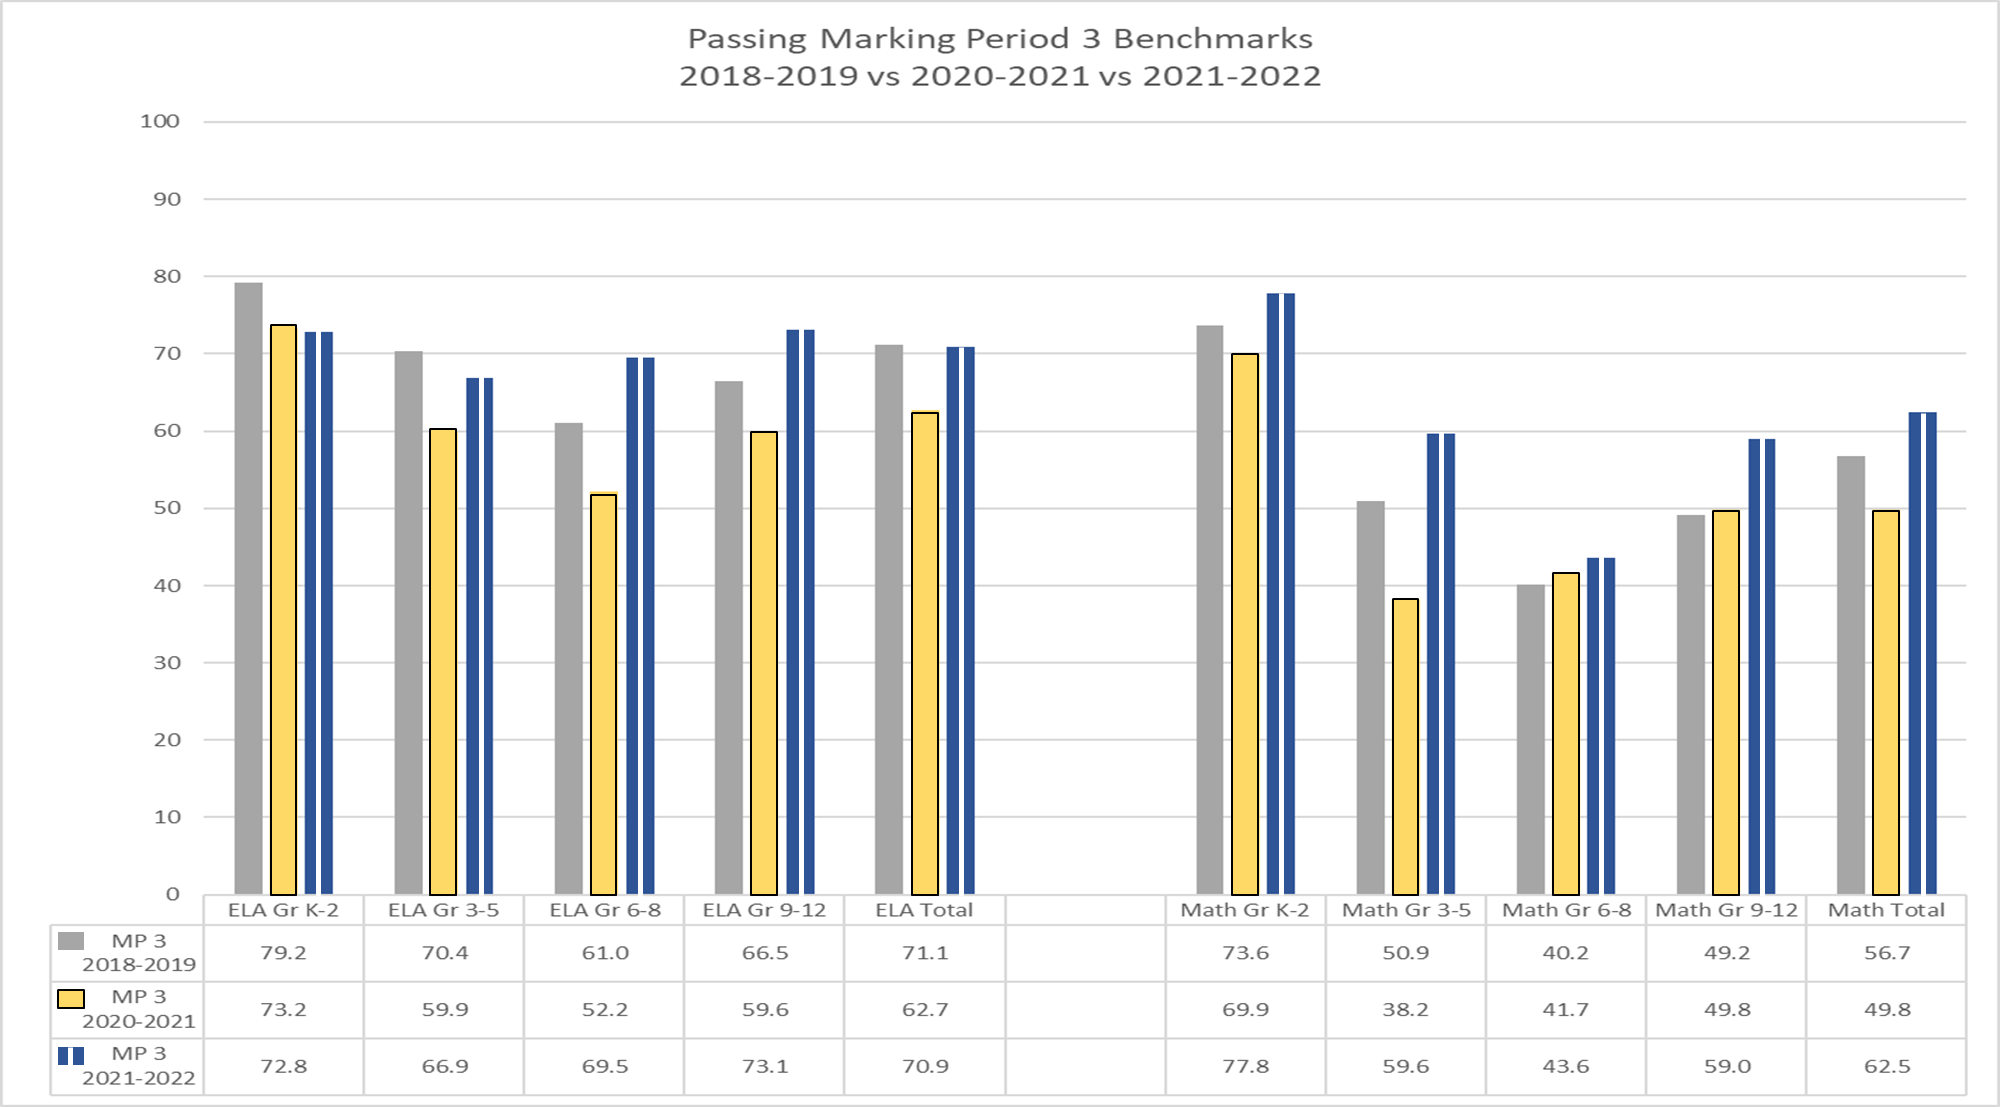 Passing Marking Period 3 Benchmarks
2018-2019 vs 2020-2021 vs 2021-2022
100
90
80
70
60
50
40
30
20
10
0
ELA Gr K-2 ELA Gr 3-5 ELA Gr 6-8 ELA Gr 9-12 ELA Total Math Gr K-2 Math Gr 3-5 Math Gr 6-8 Math Gr 9-12 Math Total
MP 3
2018-2019 79.2 70.4 61.0 66.5 71.1 73.6 50.9 40.2 49.2 56.7
MP 3
2020-2021 73.2 59.9 52.2 59.6 62.7 69.9 38.2 41.7 49.8 49.8
MP 3
2021-2022 72.8 66.9 69.5 73.1 70.9 77.8 59.6 43.6 59.0 62.5